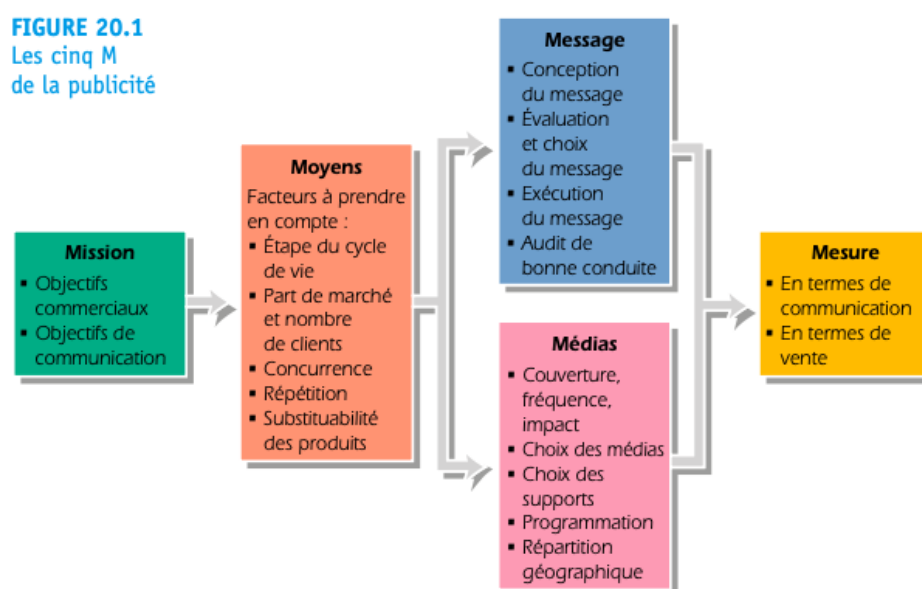 FIGURE 20.1
Les cinq M
de la publicité
Mission
▪ Objectifs
commerciaux
▪ Objectifs de
communication
Moyens
Facteurs à prendre
en compte :
▪ Étape du cycle
de vie
▪ Part de marché
et nombre
de clients
▪ Concurrence
▪ Répétition
▪ Substituabilité
des produits
Message
▪ Conception
du message
▪ Évaluation
et choix
du message
▪ Exécution
du message
▪ Audit de
bonne conduite
Médias
▪ Couverture,
fréquence,
impact
▪ Choix des médias
▪ Choix des
supports
▪ Programmation
▪ Répartition
géographique
Mesure
▪ En termes de
communication
▪ En termes de
vente